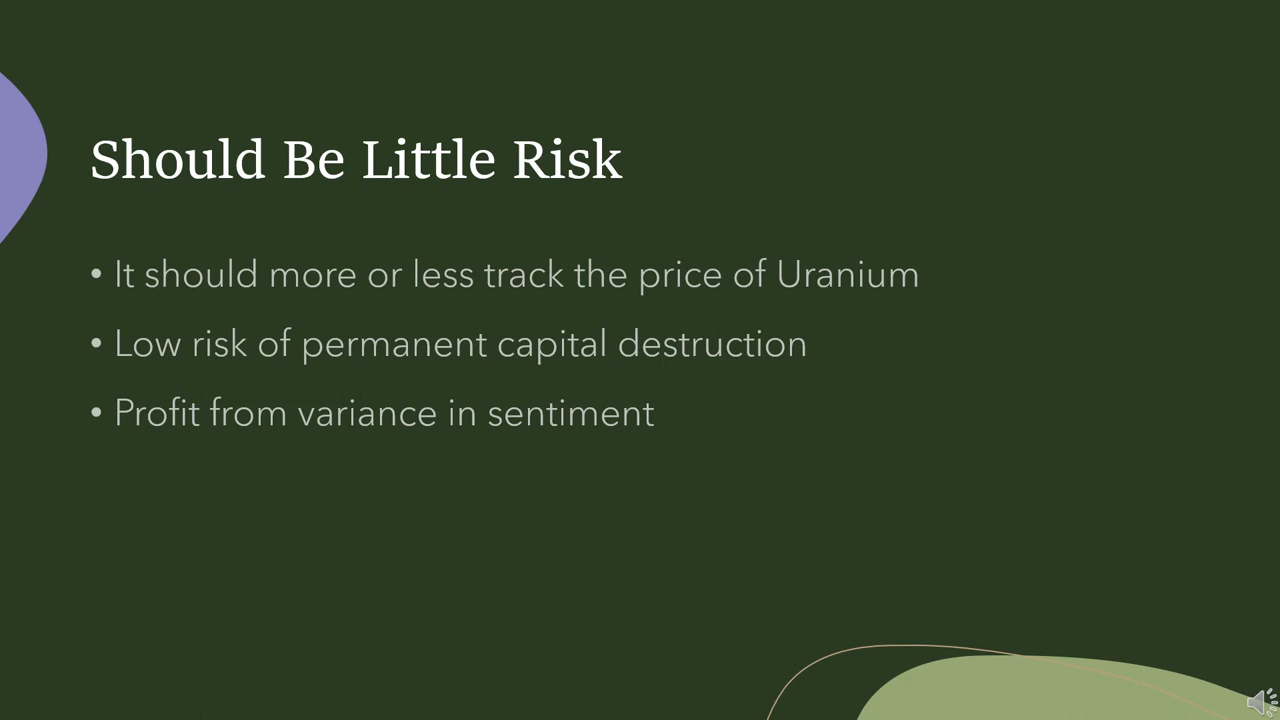 Should Be Little Risk
• It should more or less track the price of Uranium
• Low risk of permanent capital destruction
• Profit from variance in sentiment